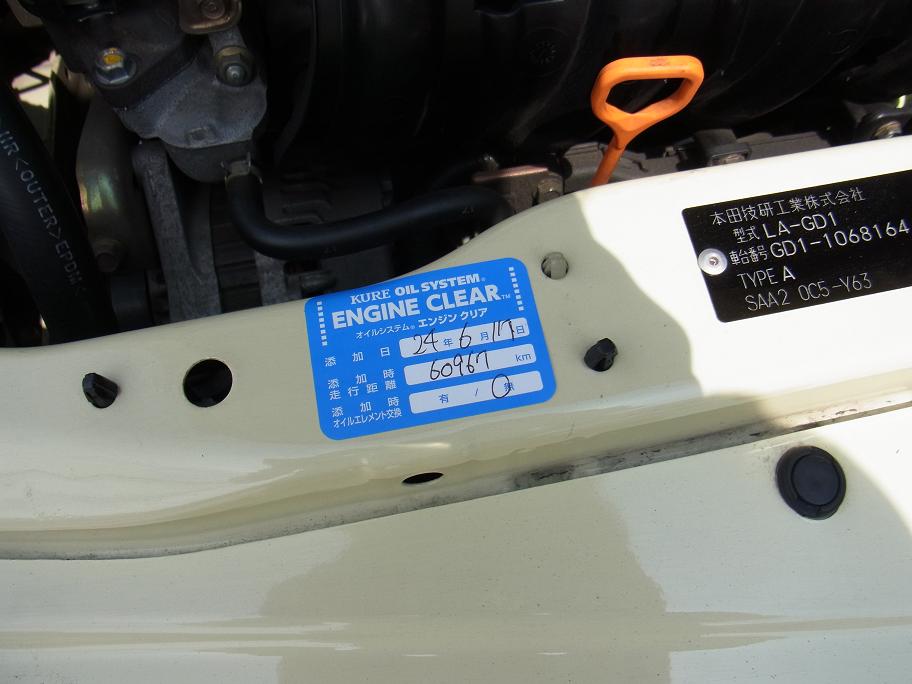 AIR<OUTER>EPDM
本田技研工業株式会社
型式 LA-GD1
車台番号 GD1-1068164
TYPE A
SAA2 0C5-Y63
KURE OIL SYSTEM®
ENGINE CLEAR™
オイルシステム® エンジン クリア
添加日 24年6月17日
添加時
走行距離 60967 km
添加時
オイルエレメント交換 有 / 無